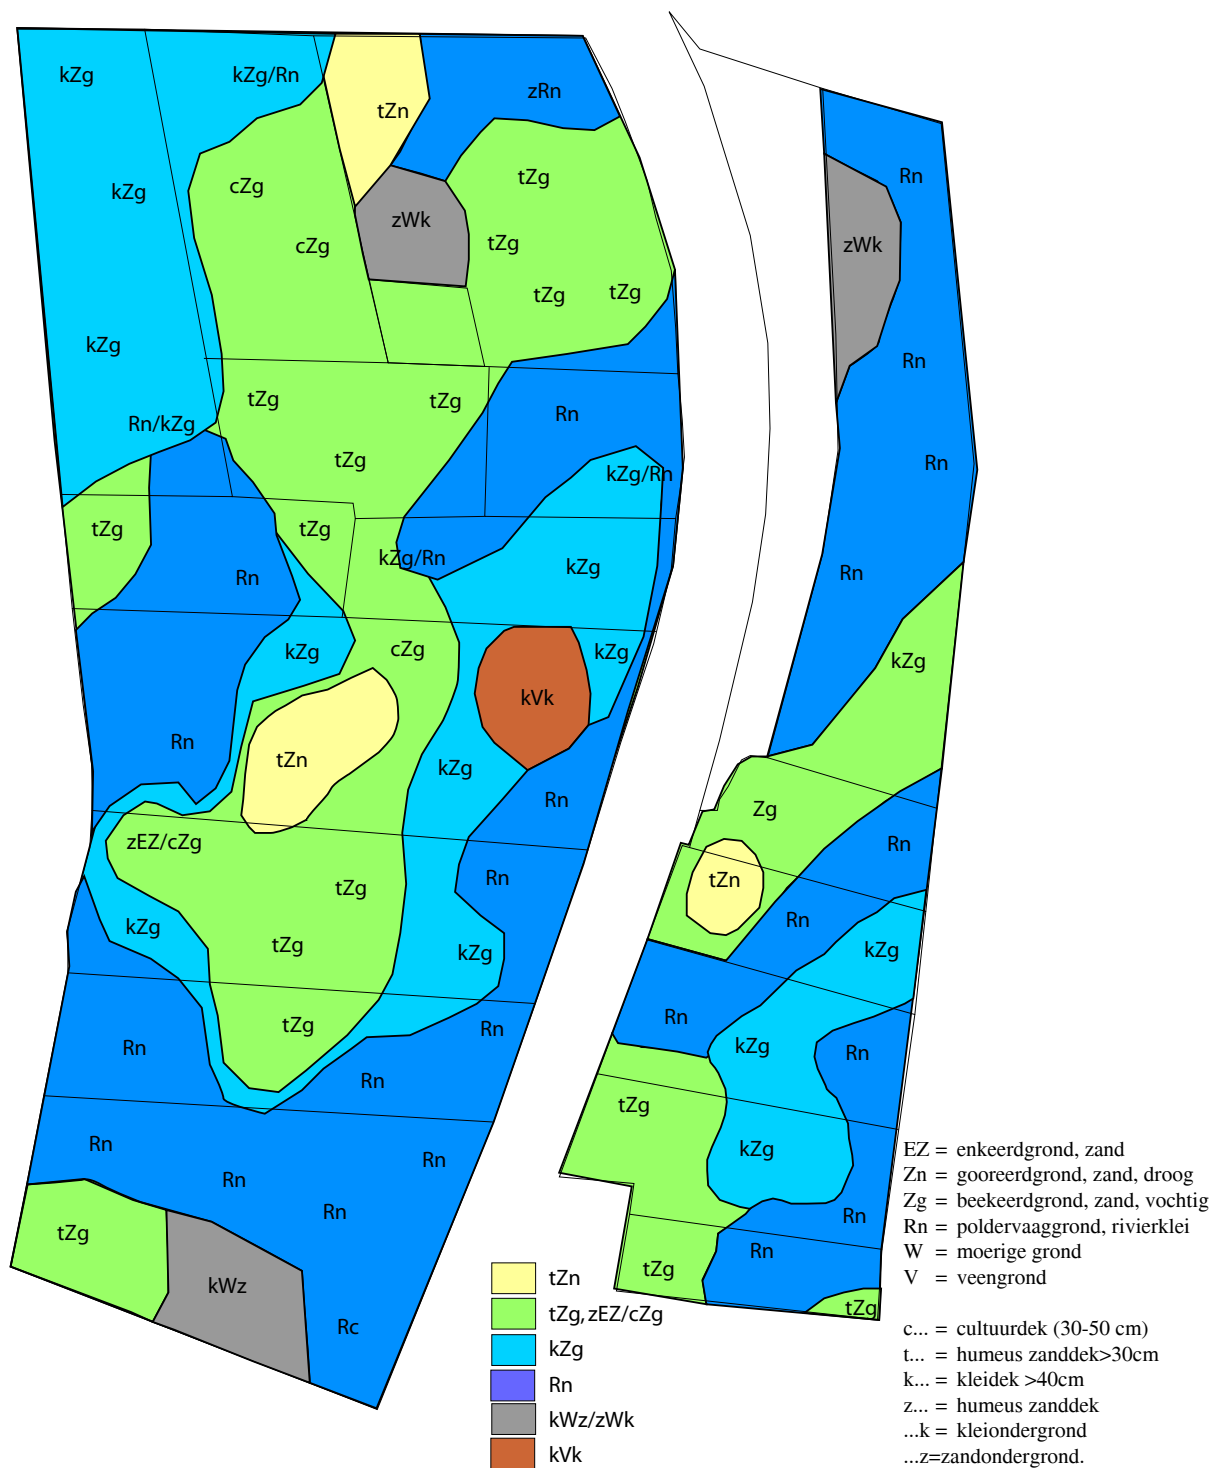 kZg
kZg/Rn
tZn
zRn
kZg
cZg
tZg
zWk
cZg
tZg
tZg
tZg
kZg
tZg
tZg
Rn
Rn/kZg
tZg
kZg/Rn
tZg
tZg
kZg/Rn
kZg
Rn
kZg
cZg
kZg
kVk
Rn
tZn
kZg
Rn
zEZ/cZg
tZg
Rn
kZg
tZg
kZg
tZg
Rn
Rn
Rn
Rn
Rn
Rn
Rn
tZg
kWz
Rc
Rn
zWk
Rn
Rn
Rn
kZg
Zg
Rn
tZn
Rn
kZg
Rn
kZg
Rn
tZg
kZg
Rn
Rn
tZg
tZg
tZn
tZg, zEZ/cZg
kZg
Rn
kWz/zWk
kVk
EZ = enkeerdgrond, zand
Zn = gooreerdgrond, zand, droog
Zg = beekeerdgrond, zand, vochtig
Rn = poldervaaggrond, rivierklei
W = moerige grond
V = veengrond
c... = cultuurdek (30-50 cm)
t... = humeus zanddek>30cm
k... = kleidek >40cm
z... = humeus zanddek
...k = kleiondergrond
...z=zandondergrond.